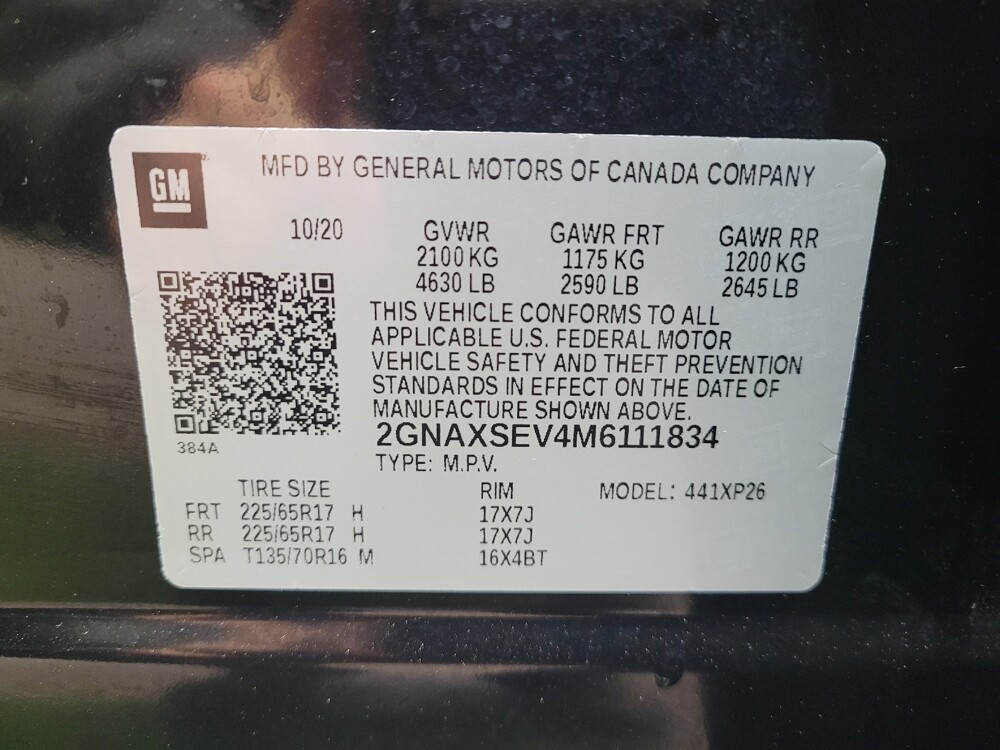 GM
MFD BY GENERAL MOTORS OF CANADA COMPANY
10/20 GVWR GAWR FRT GAWR RR
2100 KG 1175 KG 1200 KG
4630 LB 2590 LB 2645 LB
THIS VEHICLE CONFORMS TO ALL
APPLICABLE U.S. FEDERAL MOTOR
VEHICLE SAFETY AND THEFT PREVENTION
STANDARDS IN EFFECT ON THE DATE OF
MANUFACTURE SHOWN ABOVE.
384A
2GNAXSEV4M6111834
TYPE: M.P.V.
TIRE SIZE RIM MODEL: 441XP26
FRT 225/65R17 H 17X7J
RR 225/65R17 H 17X7J
SPA T135/70R16 M 16X4BT